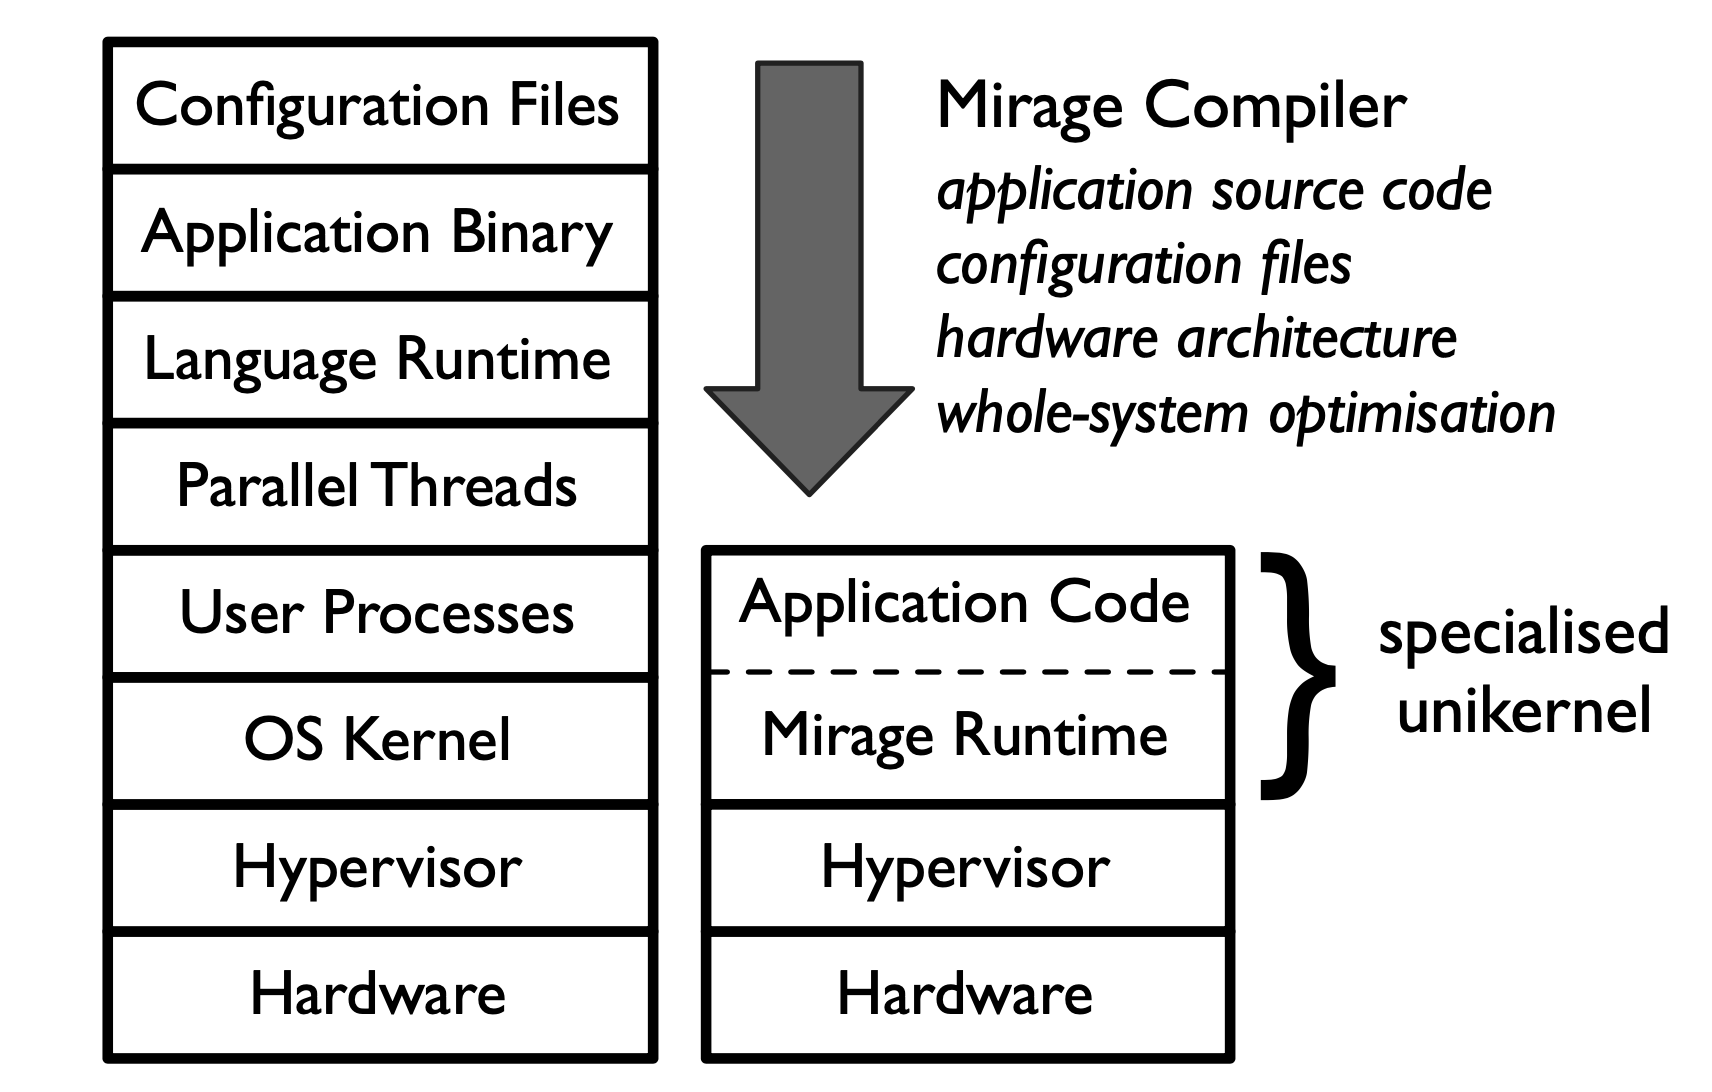 Configuration Files
Application Binary
Language Runtime
Parallel Threads
User Processes
OS Kernel
Hypervisor
Hardware
Mirage Compiler
application source code
configuration files
hardware architecture
whole-system optimisation
Application Code
Mirage Runtime
Hypervisor
Hardware
}
specialised
unikernel